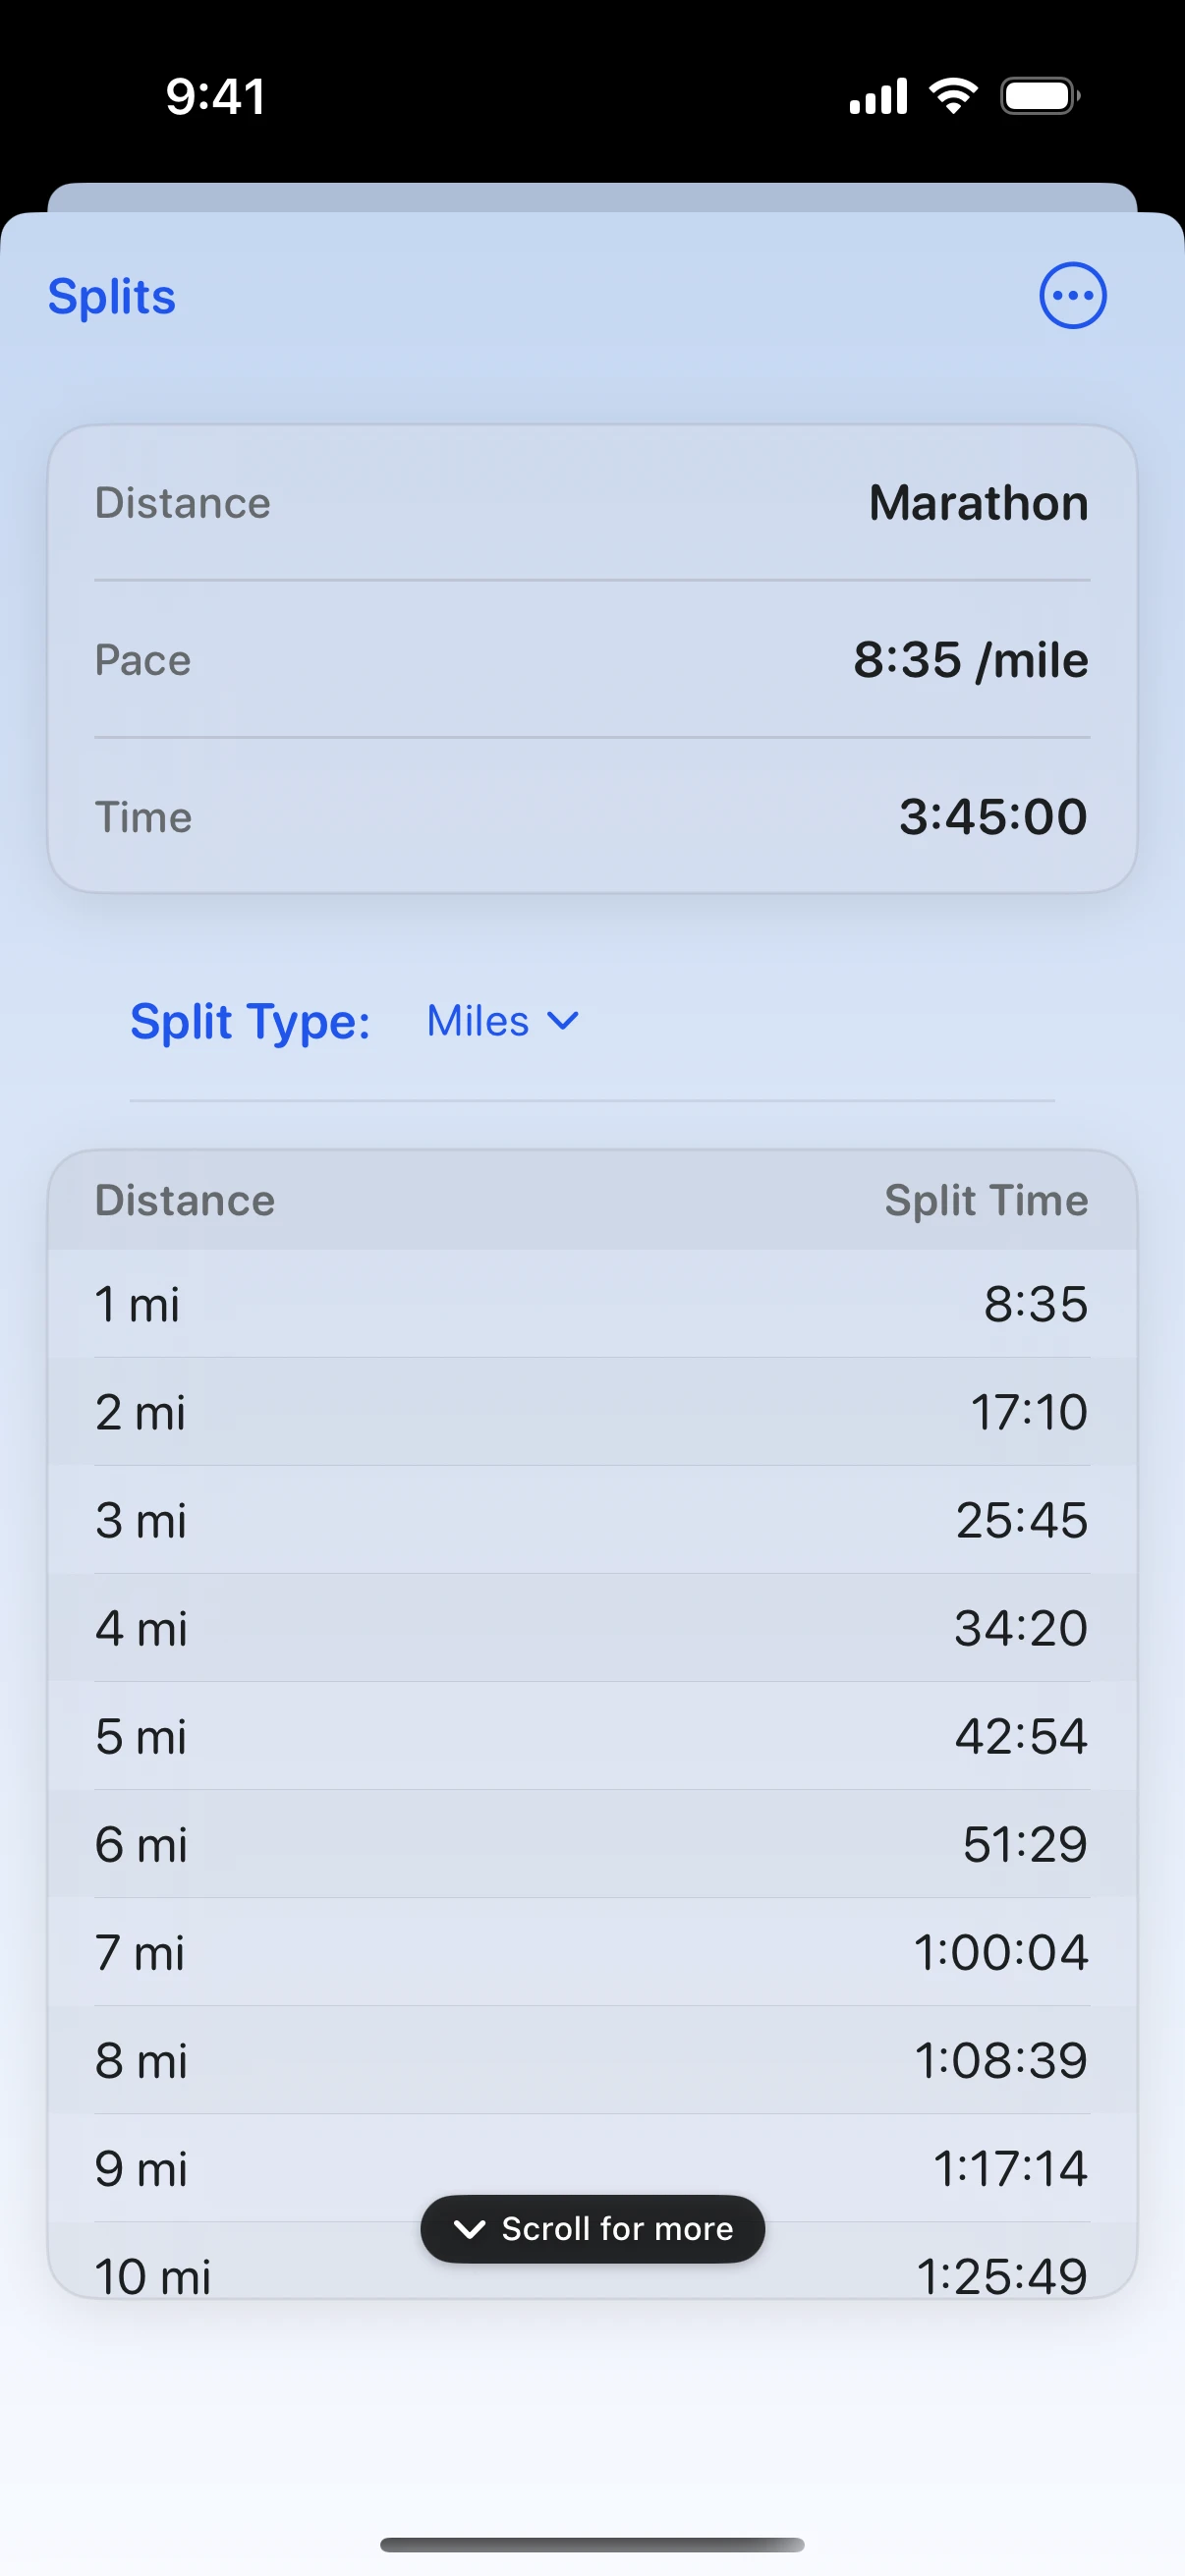 9:41
Splits
Distance Marathon
Pace 8:35 /mile
Time 3:45:00
Split Type: Miles
Distance Split Time
1 mi 8:35
2 mi 17:10
3 mi 25:45
4 mi 34:20
5 mi 42:54
6 mi 51:29
7 mi 1:00:04
8 mi 1:08:39
9 mi 1:17:14
Scroll for more
10 mi 1:25:49